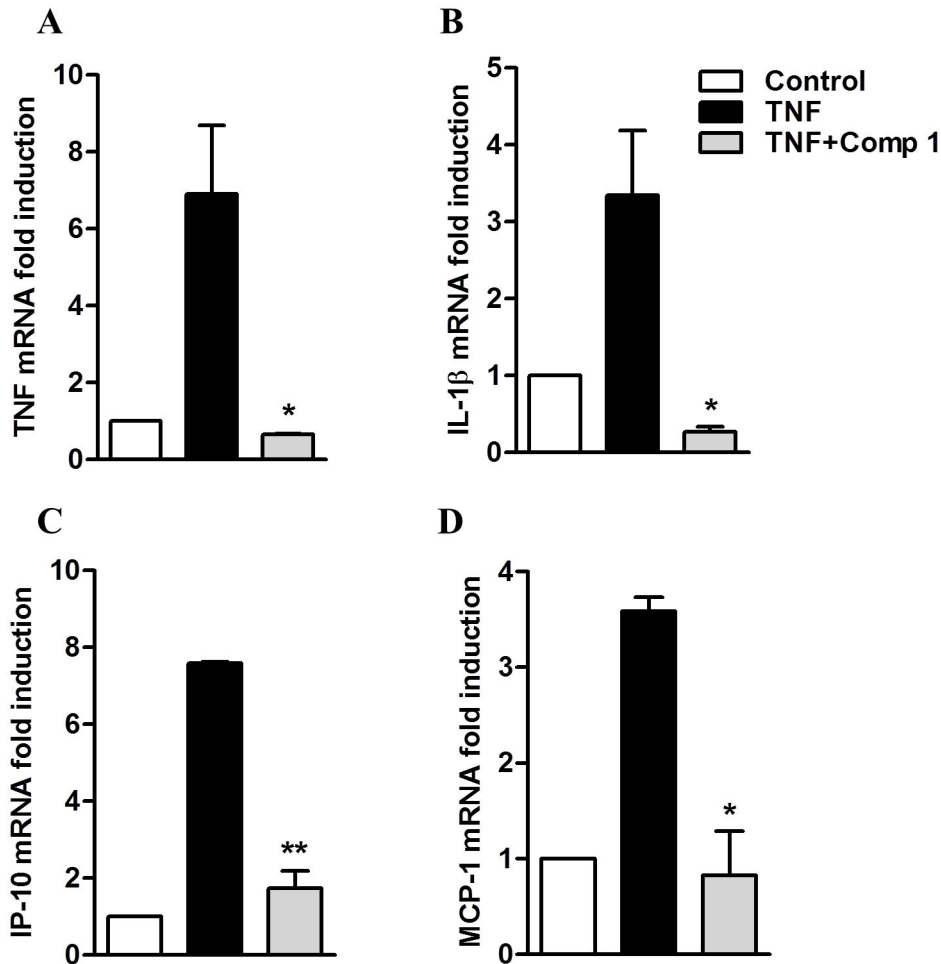 A
TNF mRNA fold induction
10
8
6
4
2
0
*
B
IL-1β mRNA fold induction
5
4
3
2
1
0
*
Control
TNF
TNF+Comp 1
C
IP-10 mRNA fold induction
10
8
6
4
2
0
**
D
MCP-1 mRNA fold induction
4
3
2
1
0
*